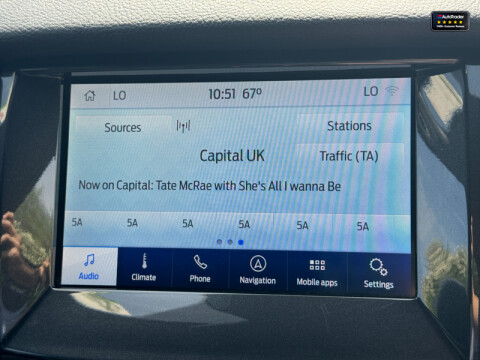 AutoTrader
LO 10:51 67° LO
Sources Stations
Capital UK Traffic (TA)
Now on Capital: Tate McRae with She's All I wanna Be
5A 5A 5A 5A 5A 5A
Audio Climate Phone Navigation Mobile apps Settings